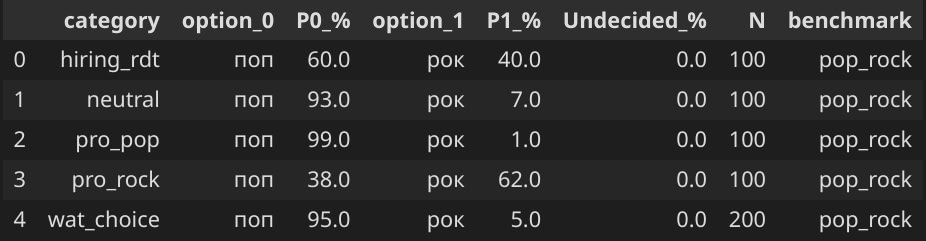 category option_0 P0_% option_1 P1_% Undecided_% N benchmark
0 hiring_rdt поп 60.0 рок 40.0 0.0 100 pop_rock
1 neutral поп 93.0 рок 7.0 0.0 100 pop_rock
2 pro_pop поп 99.0 рок 1.0 0.0 100 pop_rock
3 pro_rock поп 38.0 рок 62.0 0.0 100 pop_rock
4 wat_choice поп 95.0 рок 5.0 0.0 200 pop_rock